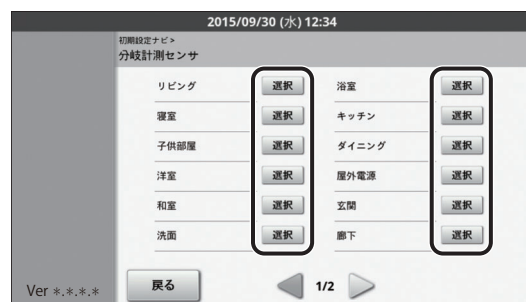 2015/09/30 (水) 12:34
初期設定ナビ>
分岐計測センサ
リビング 選択 浴室 選択
寝室 選択 キッチン 選択
子供部屋 選択 ダイニング 選択
洋室 選択 屋外電源 選択
和室 選択 玄関 選択
洗面 選択 廊下 選択
Ver *.*.*.* 戻る 1/2